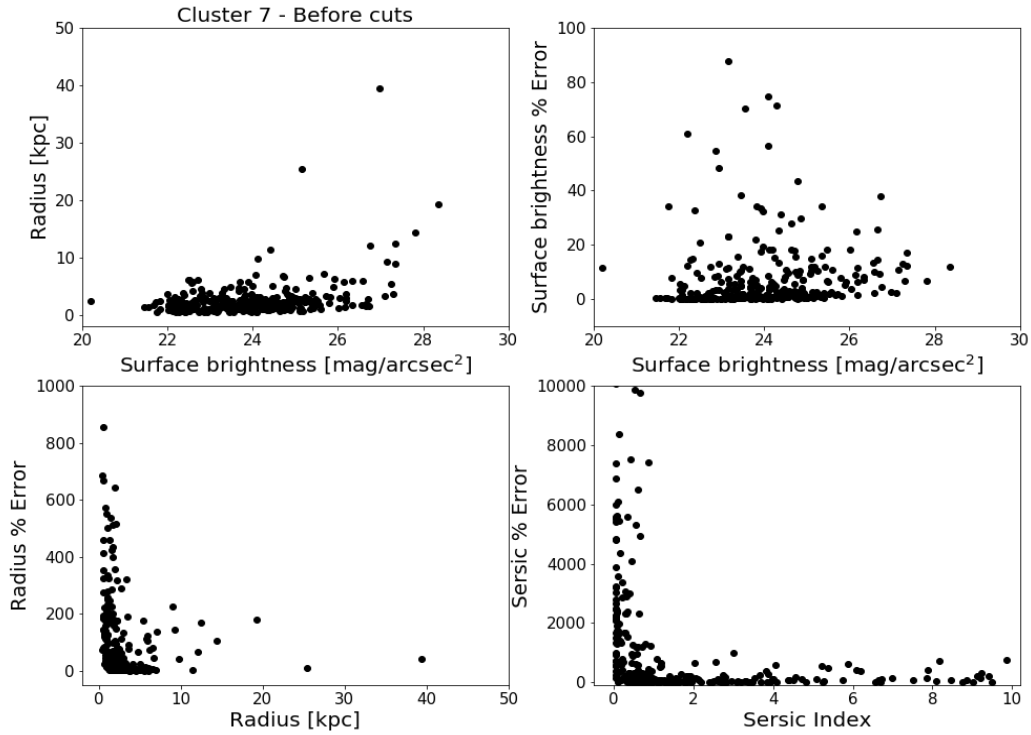 Cluster 7 - Before cuts
50
40
30
20
10
0
Radius [kpc]
20 22 24 26 28 30
Surface brightness [mag/arcsec²]
100
80
60
40
20
0
Surface brightness % Error
20 22 24 26 28 30
Surface brightness [mag/arcsec²]
1000
800
600
400
200
0
Radius % Error
0 10 20 30 40 50
Radius [kpc]
10000
8000
6000
4000
2000
0
Sersic % Error
0 2 4 6 8 10
Sersic Index